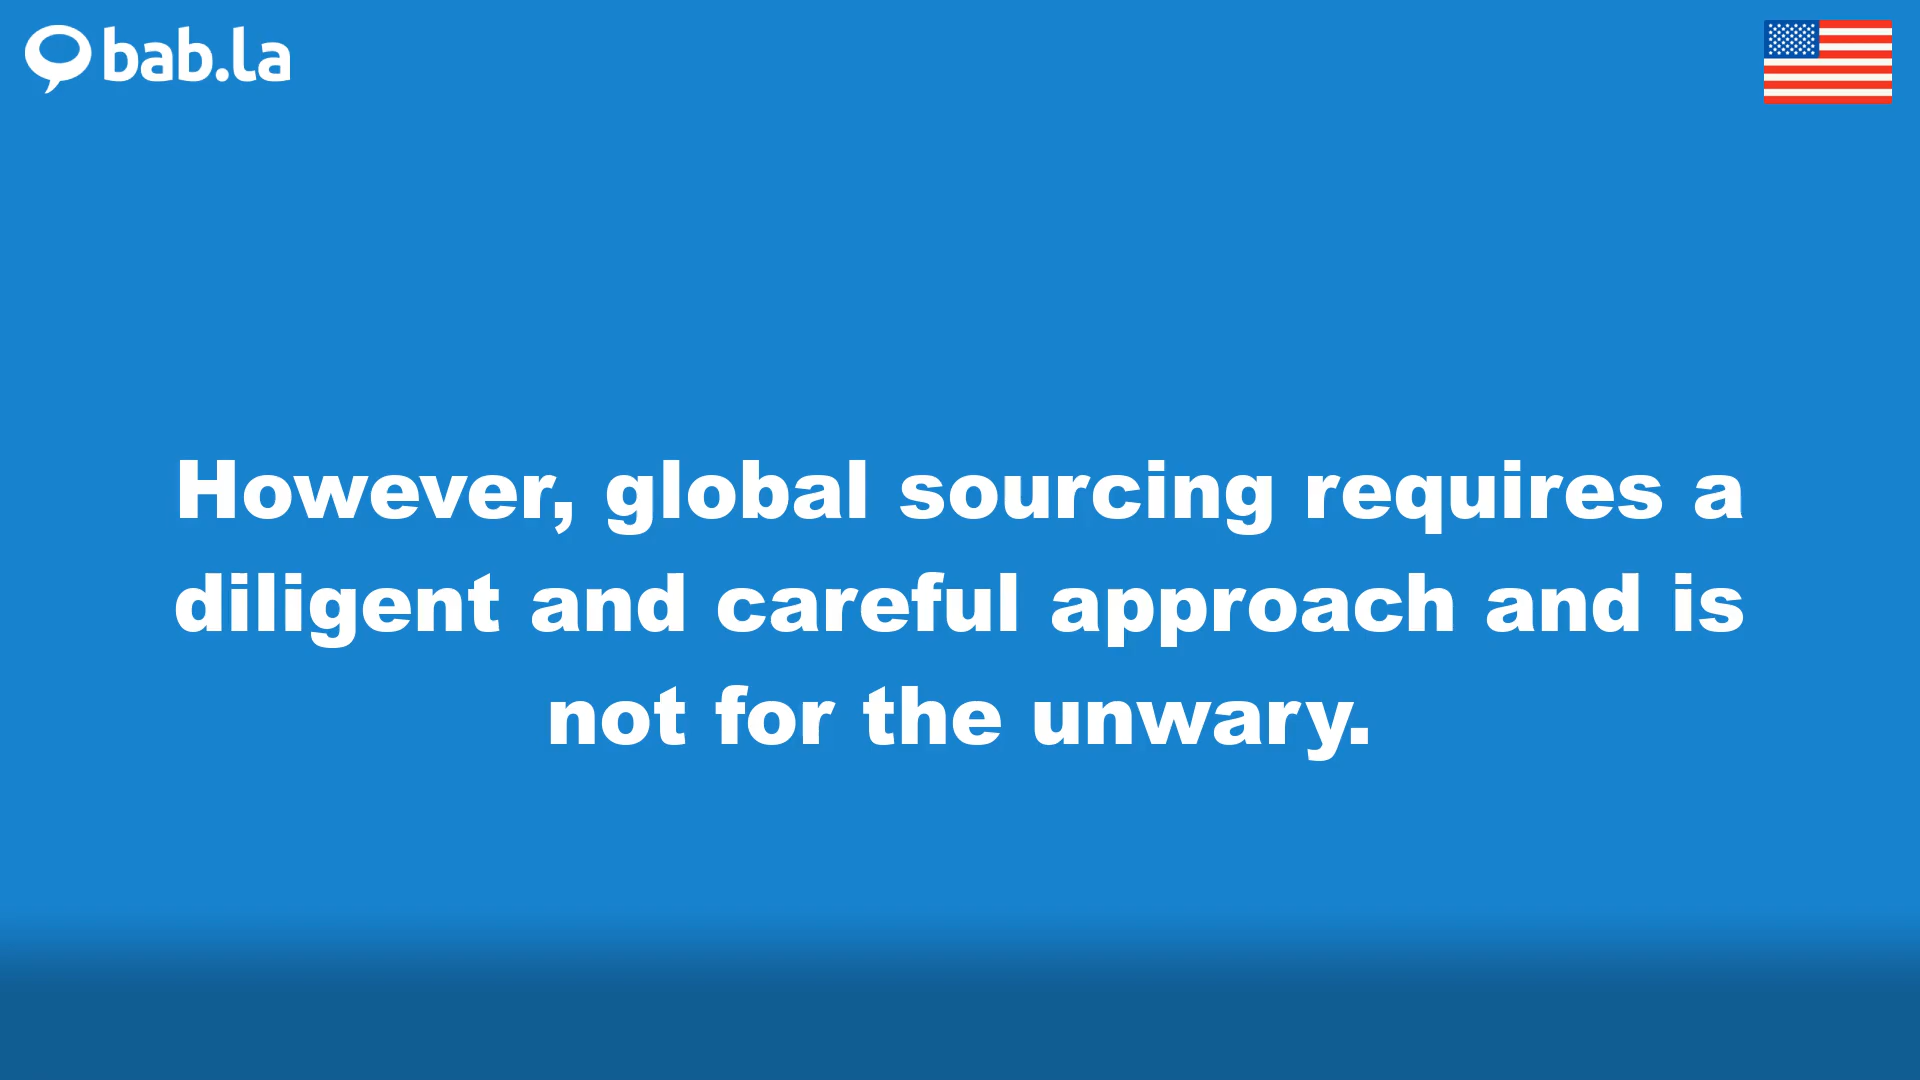 bab.la
However, global sourcing requires a
diligent and careful approach and is
not for the unwary.